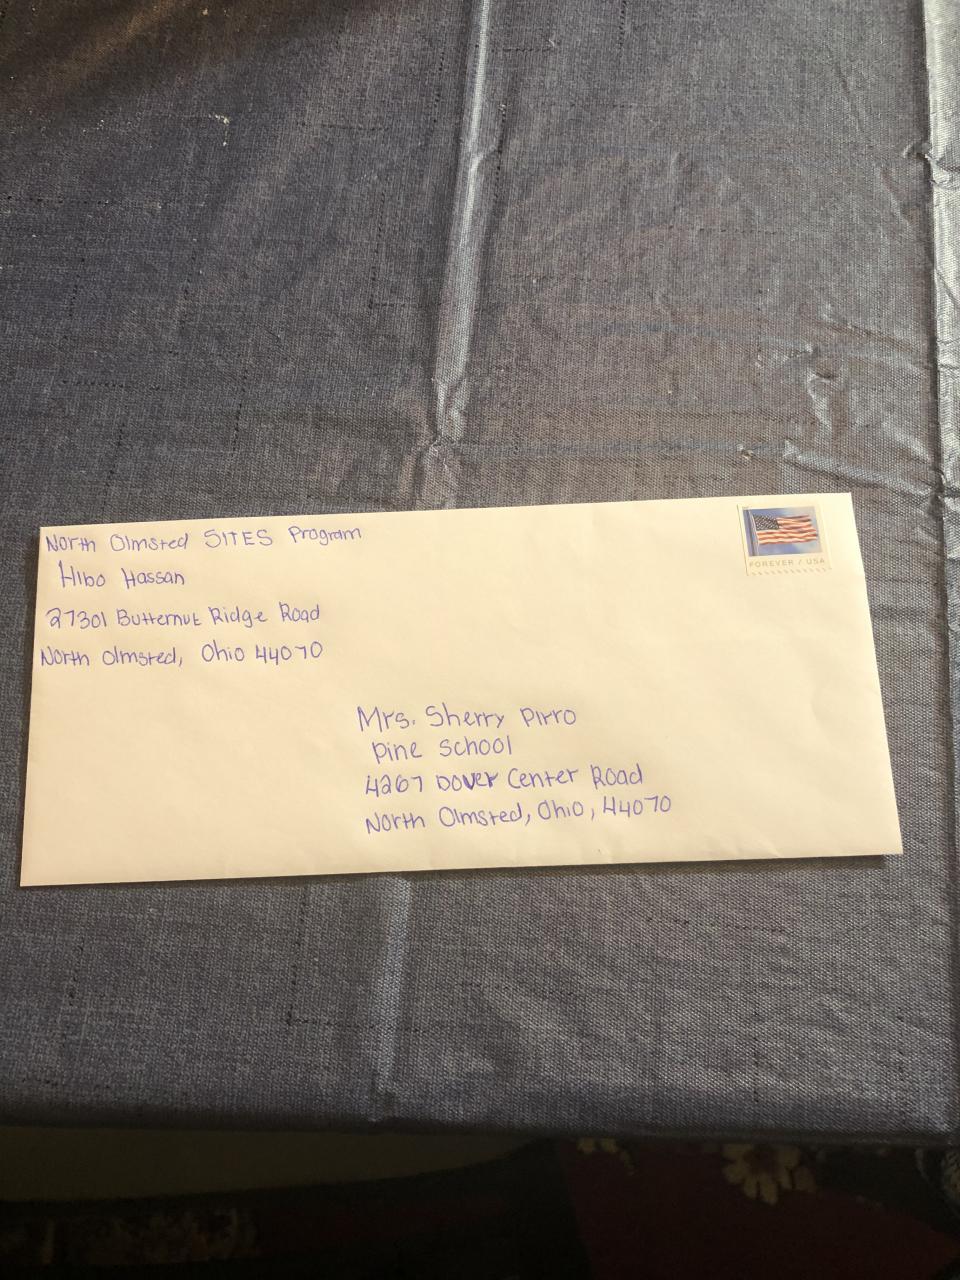 North Olmsted SITES Program
Hibo Hassan
27301 Butternut Ridge Road
North Olmsted, Ohio 44070
FOREVER / USA
Mrs. Sherry Pirro
Pine School
4267 Dover Center Road
North Olmsted, Ohio, 44070